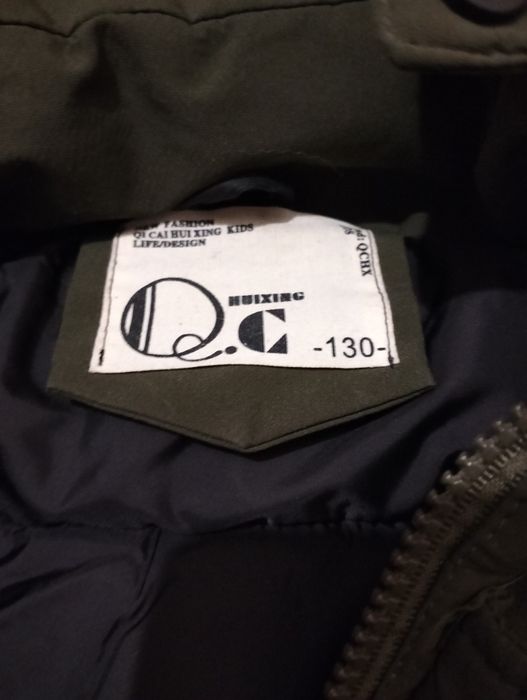 FASHION
QI CAI HUI XING KIDS
LIFE/DESIGN
QCHX
HUIXING
Q.C
-130-